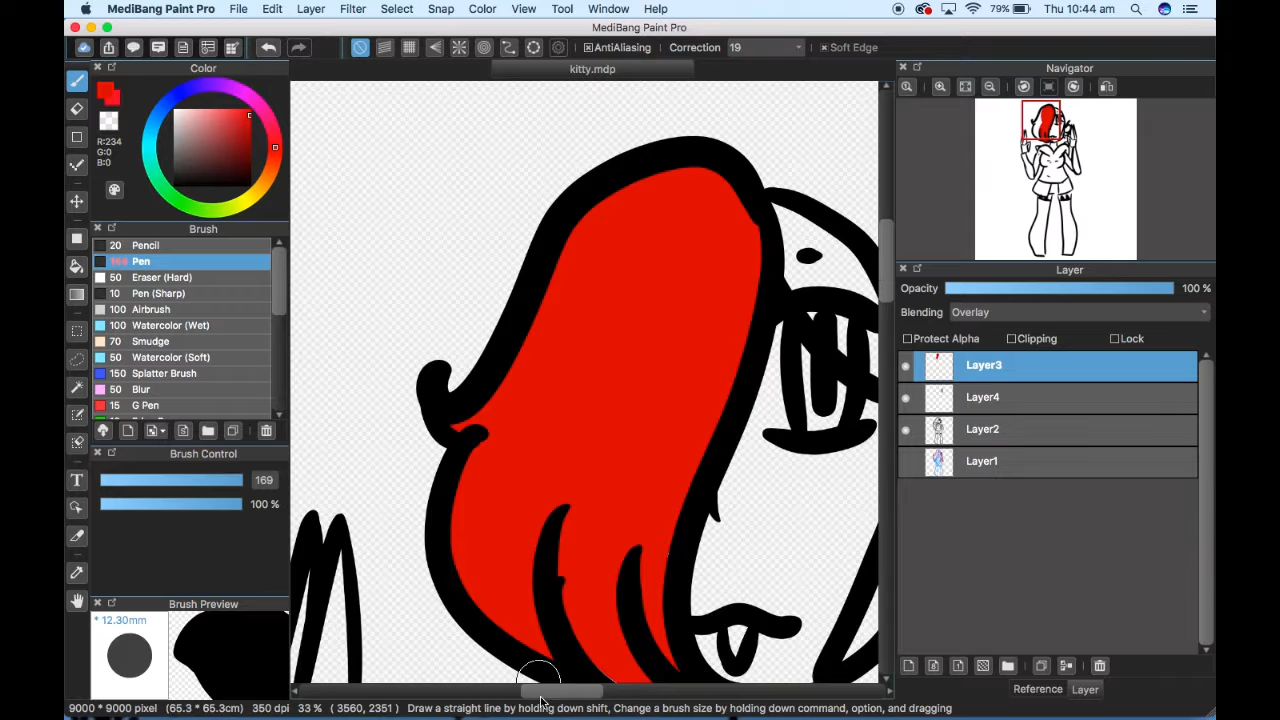 MediBang Paint Pro File Edit Layer Filter Select Snap Color View Tool Window Help 79% Thu 10:44 am
MediBang Paint Pro
AntiAliasing Correction 19 Soft Edge
Color
kitty.mdp
Navigator
R:234
G:0
B:0
Brush
20 Pencil
Pen
50 Eraser (Hard)
10 Pen (Sharp)
100 Airbrush
100 Watercolor (Wet)
70 Smudge
50 Watercolor (Soft)
150 Splatter Brush
50 Blur
15 G Pen
Layer
Opacity 100 %
Blending Overlay
Protect Alpha Clipping Lock
Layer3
Layer4
Layer2
Layer1
Brush Control
169
100 %
Brush Preview
* 12.30mm
Reference Layer
9000 * 9000 pixel (65.3 * 65.3cm) 350 dpi 33 % ( 3560, 2351 ) Draw a straight line by holding down shift, Change a brush size by holding down command, option, and dragging